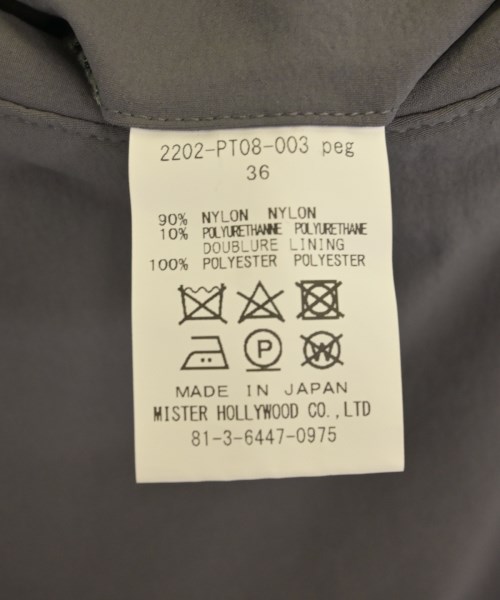 2202-PT08-003 peg
36
90% NYLON NYLON
10% POLYURETHANNE POLYURETHANE
DOUBLURE LINING
100% POLYESTER POLYESTER
P
W
MADE IN JAPAN
MISTER HOLLYWOOD CO.,LTD
81-3-6447-0975